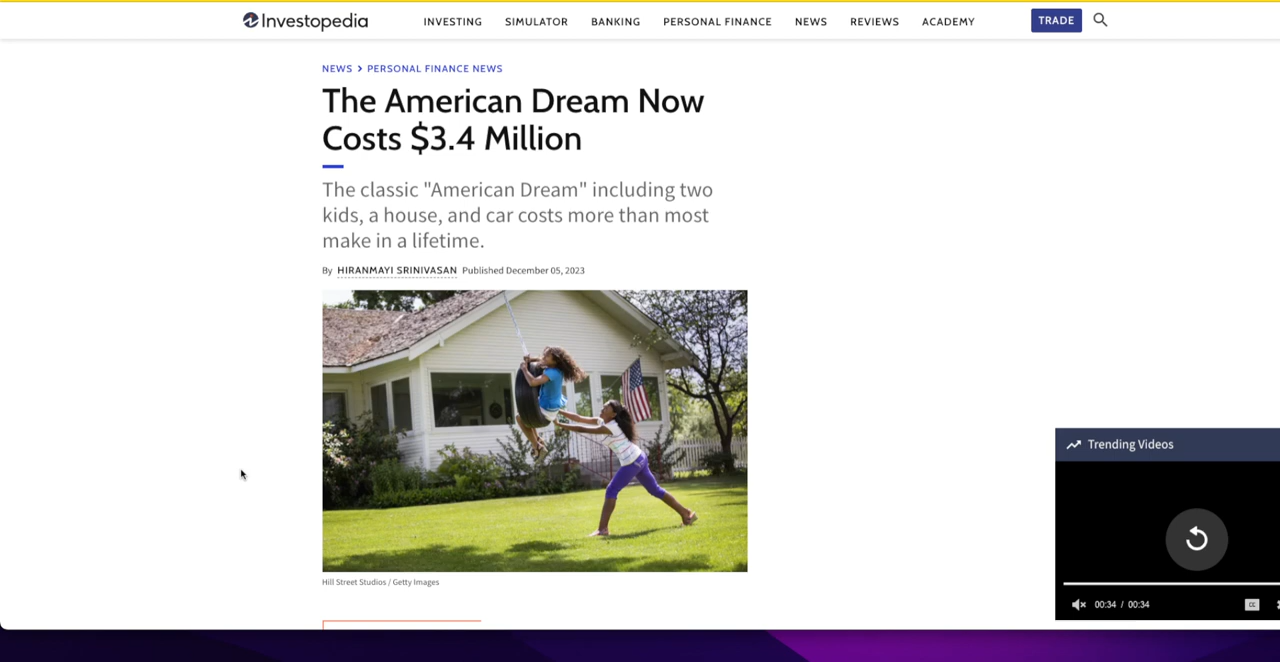 Investopedia
INVESTING SIMULATOR BANKING PERSONAL FINANCE NEWS REVIEWS ACADEMY
TRADE
NEWS > PERSONAL FINANCE NEWS
The American Dream Now
Costs $3.4 Million
The classic "American Dream" including two
kids, a house, and car costs more than most
make in a lifetime.
By HIRANMAYI SRINIVASAN Published December 05, 2023
Hill Street Studios / Getty Images
Trending Videos
00:34 / 00:34
CC